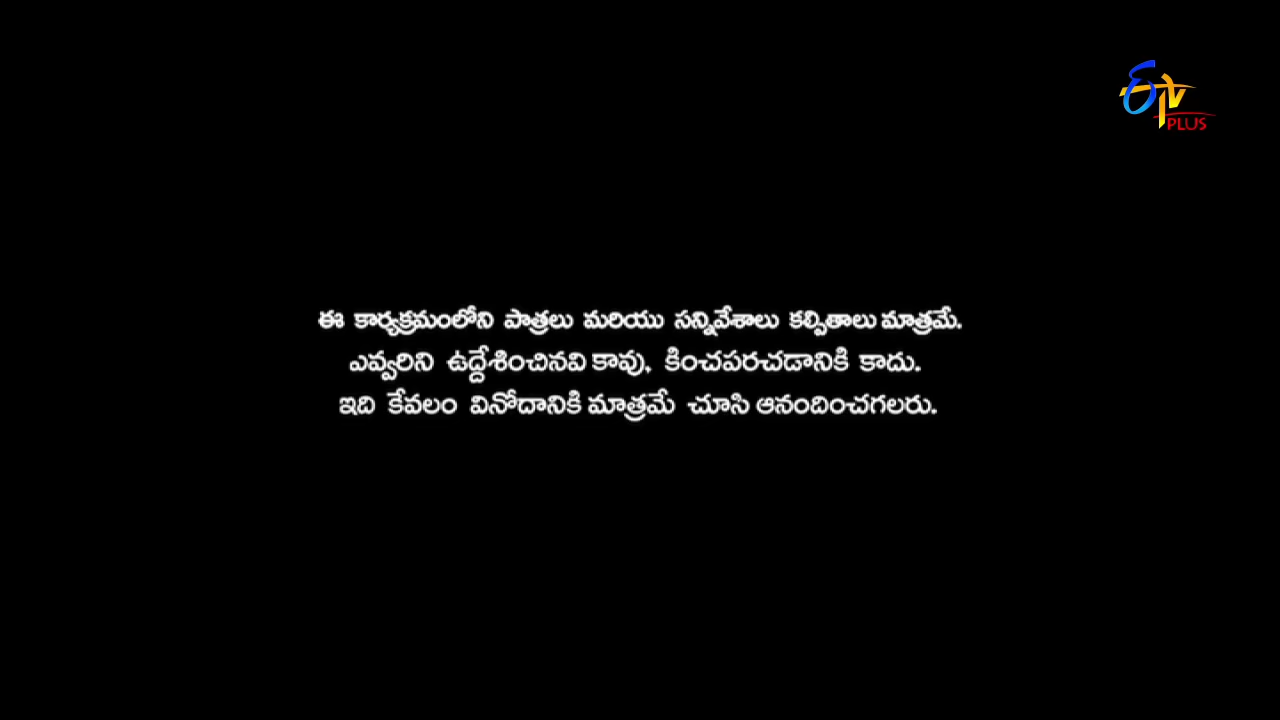 ETV
PLUS
ఈ కార్యక్రమంలోని పాత్రలు మరియు సన్నివేశాలు కల్పితాలు మాత్రమే.
ఎవ్వరిని ఉద్దేశించినవి కావు. కించపరచడానికి కాదు.
ఇది కేవలం వినోదానికి మాత్రమే చూసి ఆనందించగలరు.